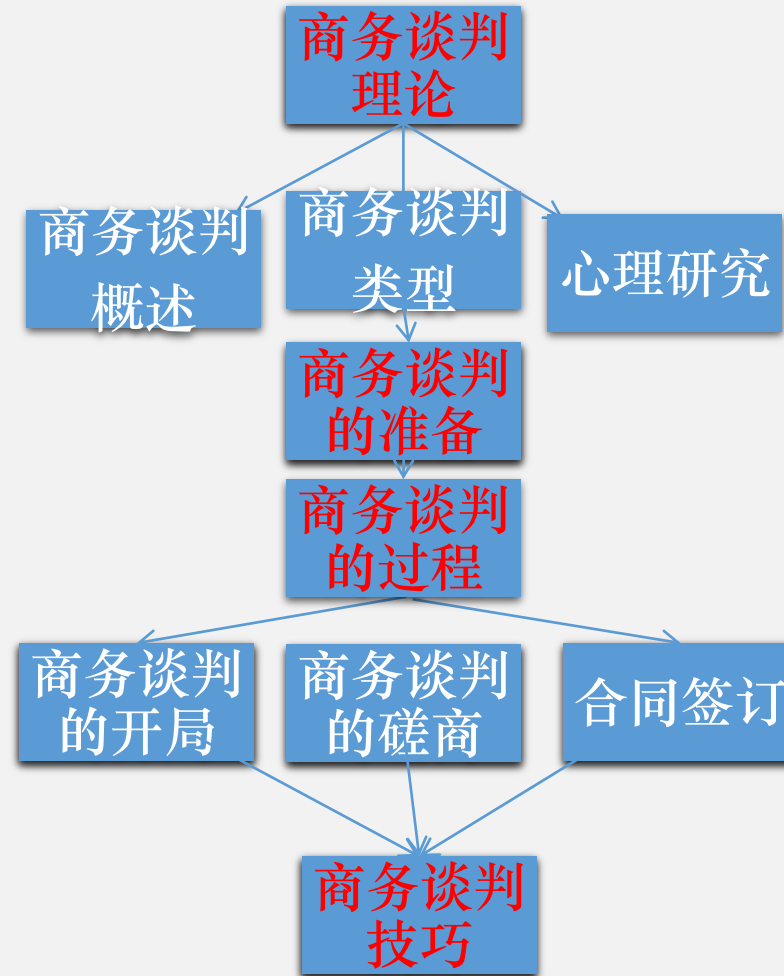 商务谈判
理论
商务谈判
概述
商务谈判
类型
心理研究
商务谈判
的准备
商务谈判
的过程
商务谈判
的开局
商务谈判
的磋商
合同签订
商务谈判
技巧